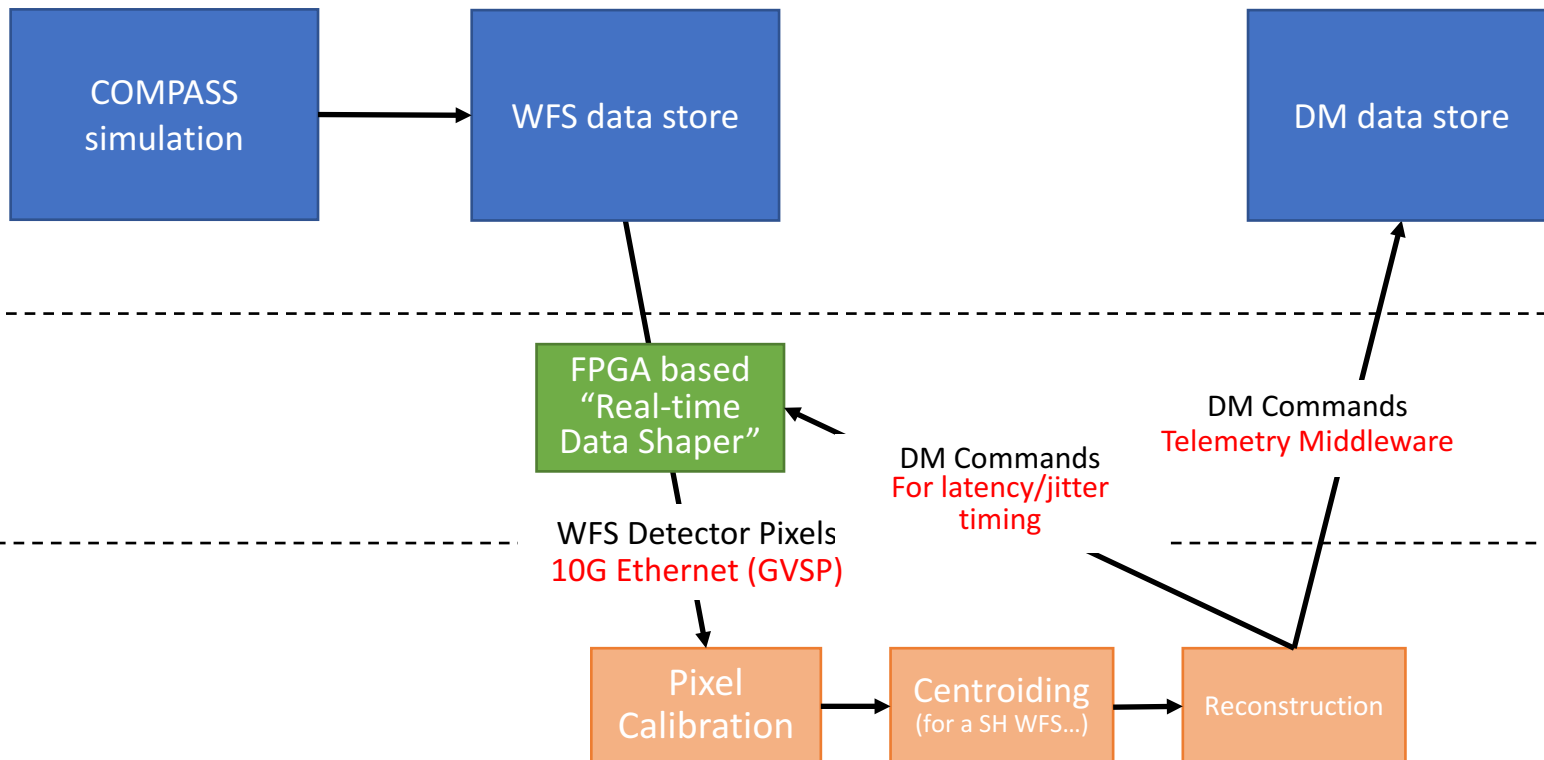 COMPASS
simulation
WFS data store
DM data store
FPGA based
“Real-time
Data Shaper”
DM Commands
Telemetry Middleware
DM Commands
For latency/jitter
timing
WFS Detector Pixels
10G Ethernet (GVSP)
Pixel
Calibration
Centroiding
(for a SH WFS…)
Reconstruction